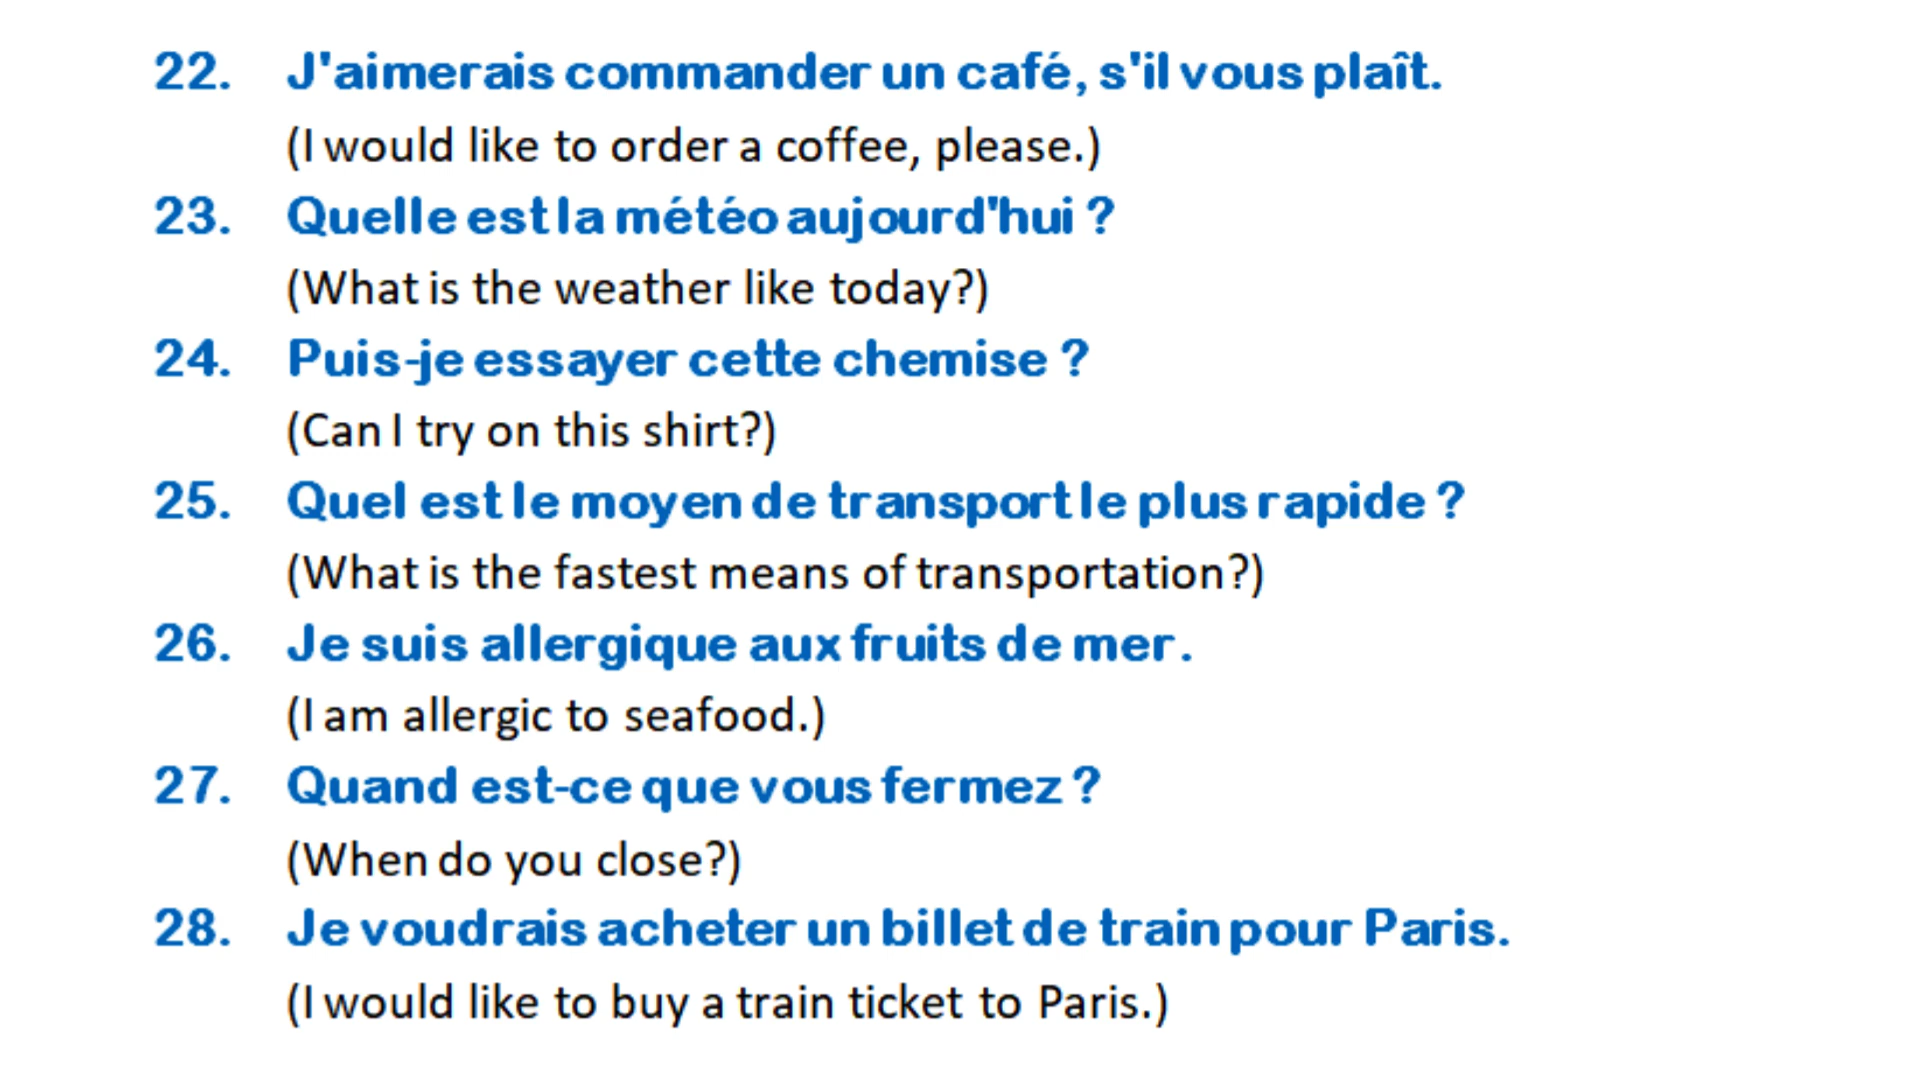 22. J'aimerais commander un café, s'il vous plaît.
(I would like to order a coffee, please.)
23. Quelle est la météo aujourd'hui ?
(What is the weather like today?)
24. Puis-je essayer cette chemise ?
(Can I try on this shirt?)
25. Quel est le moyen de transport le plus rapide ?
(What is the fastest means of transportation?)
26. Je suis allergique aux fruits de mer.
(I am allergic to seafood.)
27. Quand est-ce que vous fermez ?
(When do you close?)
28. Je voudrais acheter un billet de train pour Paris.
(I would like to buy a train ticket to Paris.)